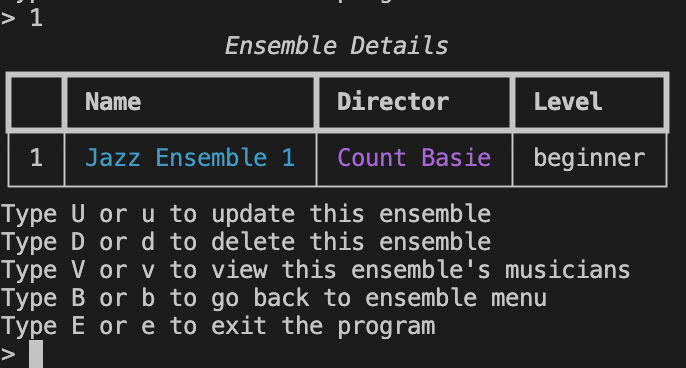 > 1
Ensemble Details
Name Director Level
1 Jazz Ensemble 1 Count Basie beginner
Type U or u to update this ensemble
Type D or d to delete this ensemble
Type V or v to view this ensemble's musicians
Type B or b to go back to ensemble menu
Type E or e to exit the program
>